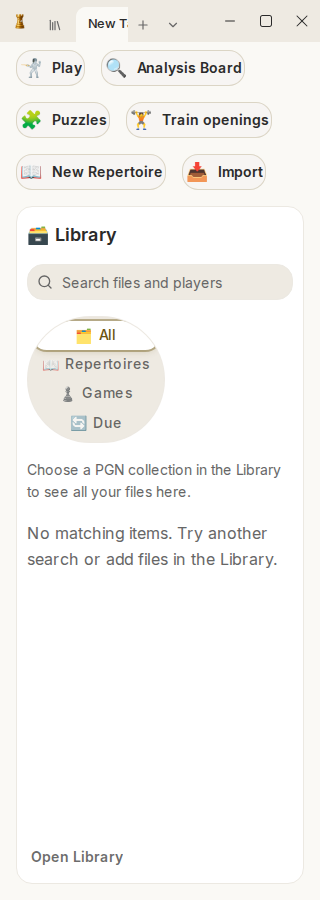 New T
Play
Analysis Board
Puzzles
Train openings
New Repertoire
Import
Library
Search files and players
All
Repertoires
Games
Due
Choose a PGN collection in the Library
to see all your files here.
No matching items. Try another
search or add files in the Library.
Open Library